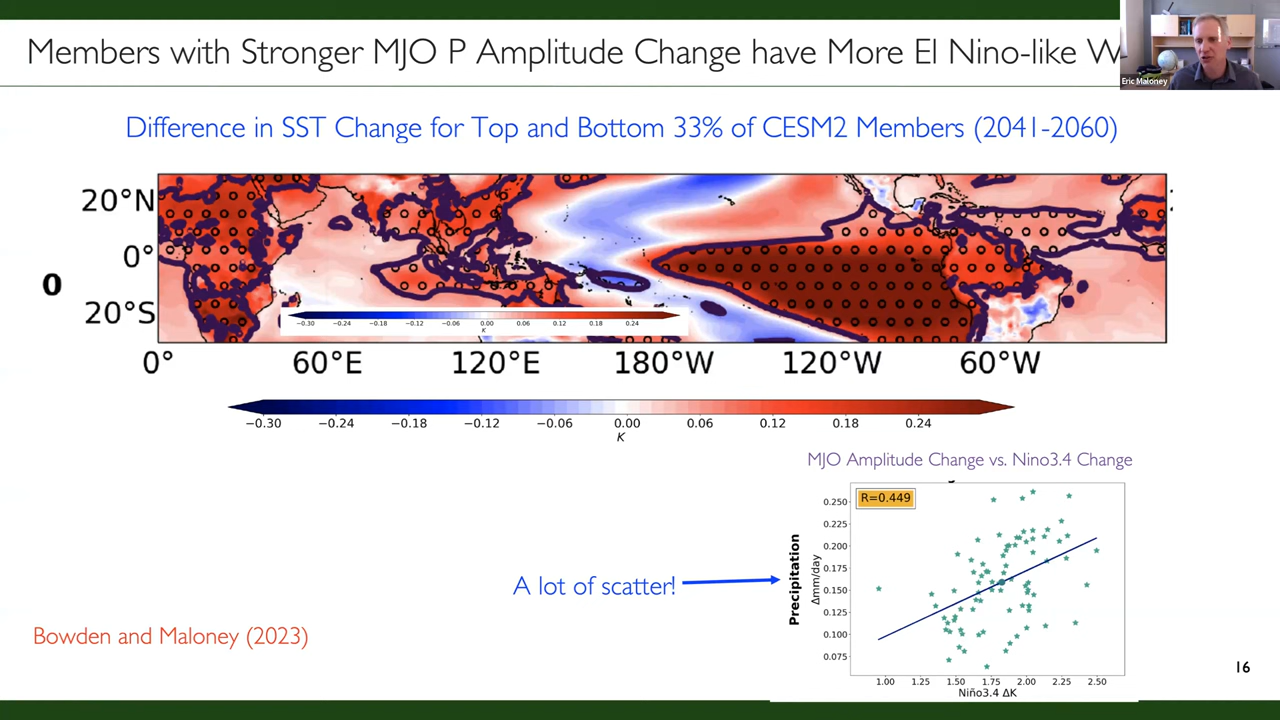 Members with Stronger MJO P Amplitude Change have More El Nino-like W
Eric Maloney
Difference in SST Change for Top and Bottom 33% of CESM2 Members (2041-2060)
20°N
0°
20°S
0
−0.30 −0.24 −0.18 −0.12 −0.06 0.00 0.06 0.12 0.18 0.24
K
0° 60°E 120°E 180°W 120°W 60°W
−0.30 −0.24 −0.18 −0.12 −0.06 0.00 0.06 0.12 0.18 0.24
K
MJO Amplitude Change vs. Nino3.4 Change
R=0.449
0.250
0.225
0.200
0.175
0.150
0.125
0.100
0.075
Precipitation
Δmm/day
1.00 1.25 1.50 1.75 2.00 2.25 2.50
Niño3.4 ΔK
A lot of scatter!
Bowden and Maloney (2023)
16